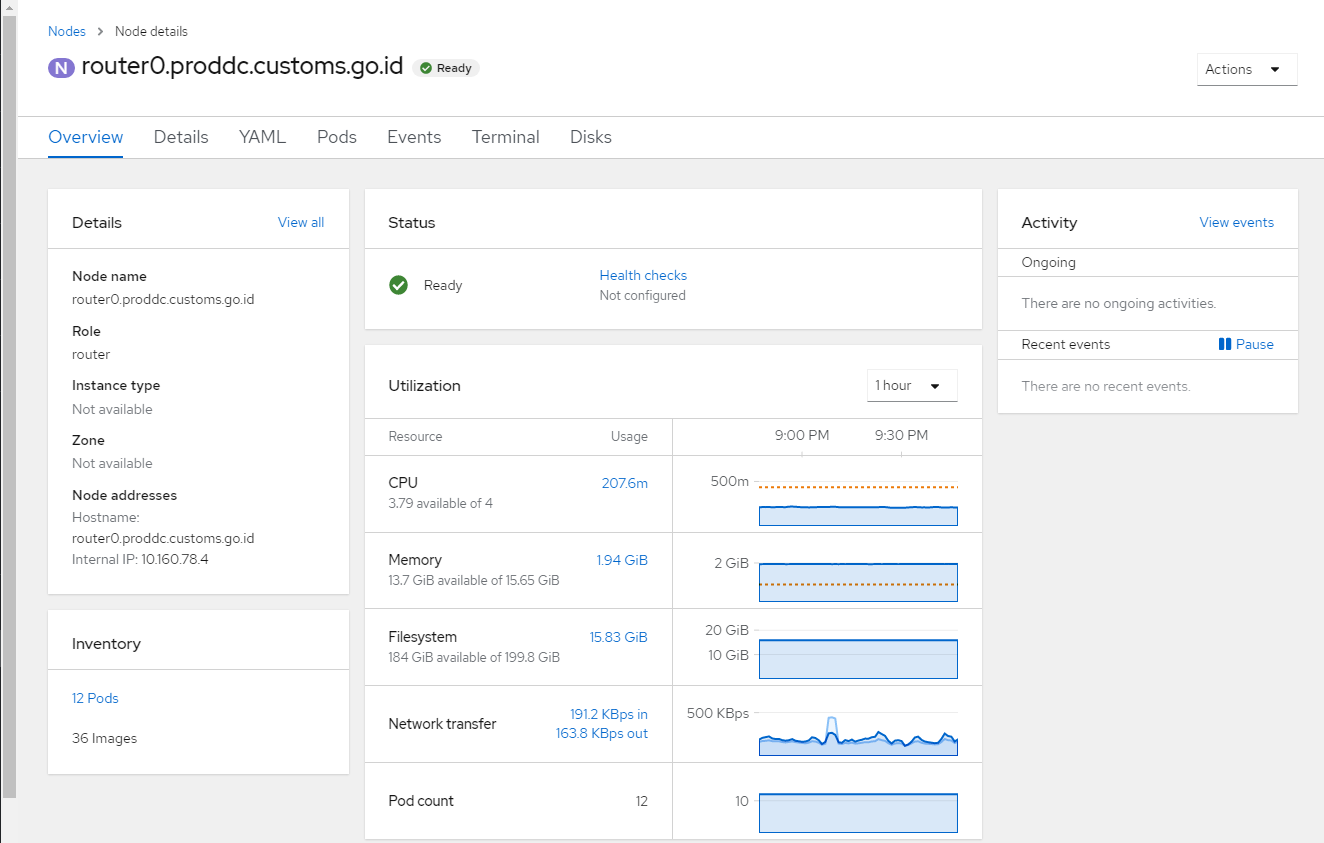 Nodes > Node details
N router0.proddc.customs.go.id Ready
Actions
Overview Details YAML Pods Events Terminal Disks
Details View all
Node name
router0.proddc.customs.go.id
Role
router
Instance type
Not available
Zone
Not available
Node addresses
Hostname:
router0.proddc.customs.go.id
Internal IP: 10.160.78.4
Inventory
12 Pods
36 Images
Status
Ready
Health checks
Not configured
Utilization 1 hour
Resource Usage 9:00 PM 9:30 PM
CPU 207.6m 500m
3.79 available of 4
Memory 1.94 GiB 2 GiB
13.7 GiB available of 15.65 GiB
Filesystem 15.83 GiB 20 GiB
184 GiB available of 199.8 GiB 10 GiB
Network transfer 191.2 KBps in 500 KBps
163.8 KBps out
Pod count 12 10
Activity View events
Ongoing
There are no ongoing activities.
Recent events Pause
There are no recent events.